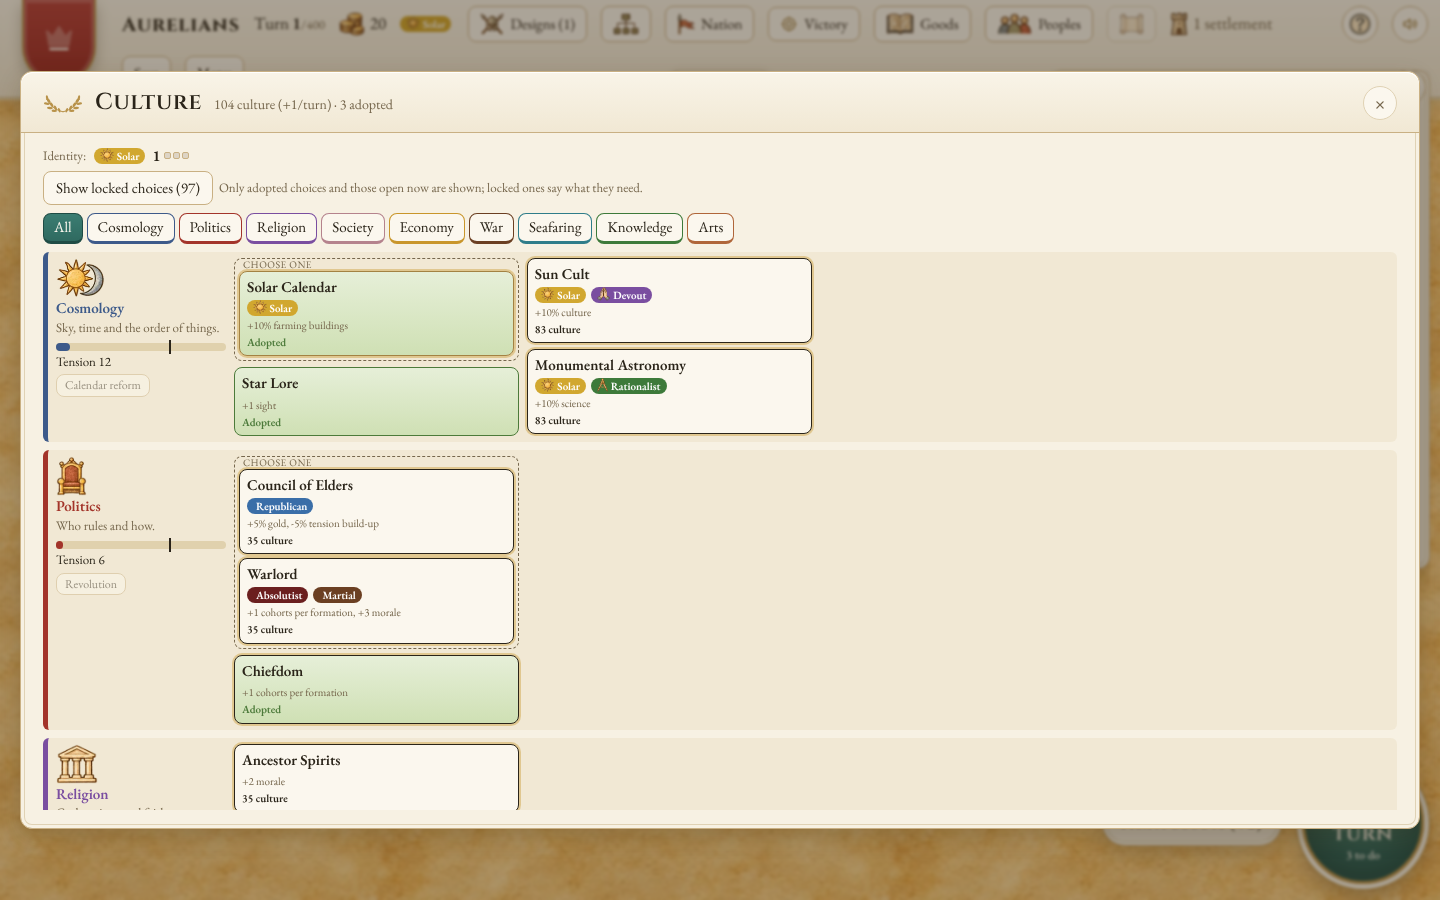 AURELIANS Turn 1/400 20 Solar Designs (1) Nation Victory Goods Peoples 1 settlement
CULTURE 104 culture (+1/turn) · 3 adopted ×
Identity: Solar 1
Show locked choices (97) Only adopted choices and those open now are shown; locked ones say what they need.
All Cosmology Politics Religion Society Economy War Seafaring Knowledge Arts
Cosmology
Sky, time and the order of things.
Tension 12
Calendar reform
CHOOSE ONE
Solar Calendar
Solar
+10% farming buildings
Adopted
Star Lore
+1 sight
Adopted
Sun Cult
Solar Devout
+10% culture
83 culture
Monumental Astronomy
Solar Rationalist
+10% science
83 culture
Politics
Who rules and how.
Tension 6
Revolution
CHOOSE ONE
Council of Elders
Republican
+5% gold, -5% tension build-up
35 culture
Warlord
Absolutist Martial
+1 cohorts per formation, +3 morale
35 culture
Chiefdom
+1 cohorts per formation
Adopted
Religion
Ancestor Spirits
+2 morale
35 culture
TURN
3 to do